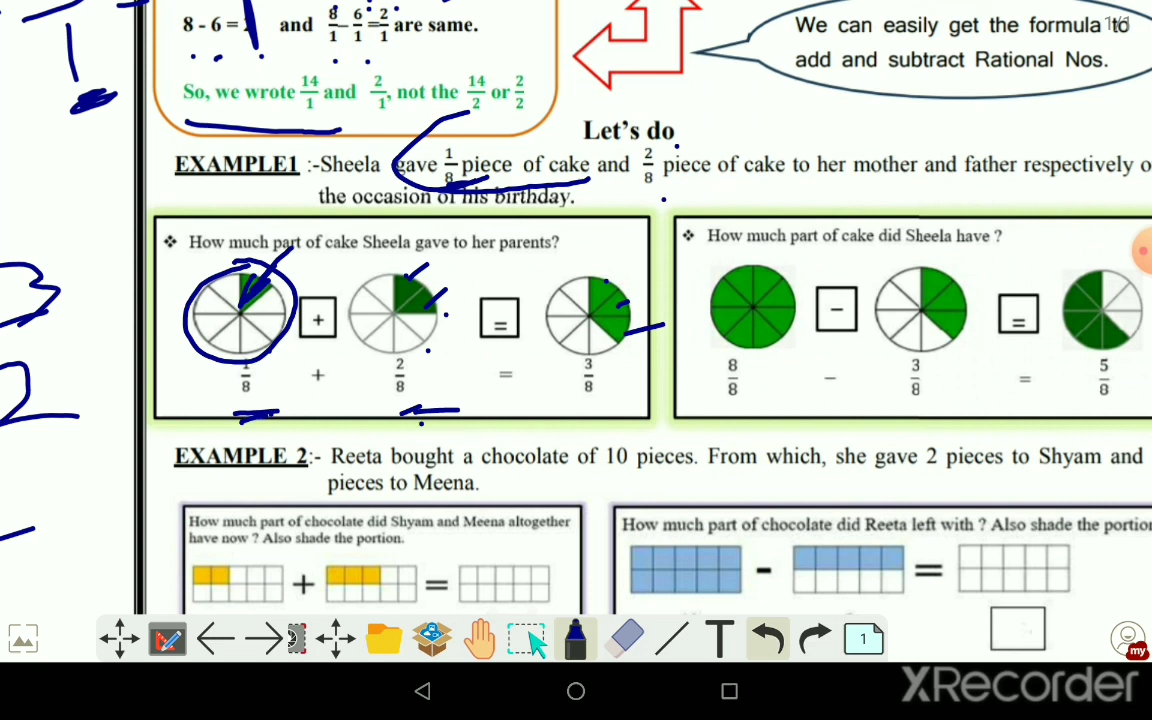 8 - 6 = and 8/1 - 6/1 = 2/1 are same.
So, we wrote 14/1 and 2/1, not the 14/2 or 2/2
We can easily get the formula to
add and subtract Rational Nos.
Let's do
EXAMPLE1 :-Sheela gave 1/8 piece of cake and 2/8 piece of cake to her mother and father respectively o
the occasion of his birthday.
❖ How much part of cake Sheela gave to her parents?
+ =
1/8 + 2/8 = 3/8
❖ How much part of cake did Sheela have ?
- =
8/8 - 3/8 = 5/8
EXAMPLE 2:- Reeta bought a chocolate of 10 pieces. From which, she gave 2 pieces to Shyam and
pieces to Meena.
How much part of chocolate did Shyam and Meena altogether
have now ? Also shade the portion.
+ =
How much part of chocolate did Reeta left with ? Also shade the portio
- =
3
2
T
1
my
XRecorder